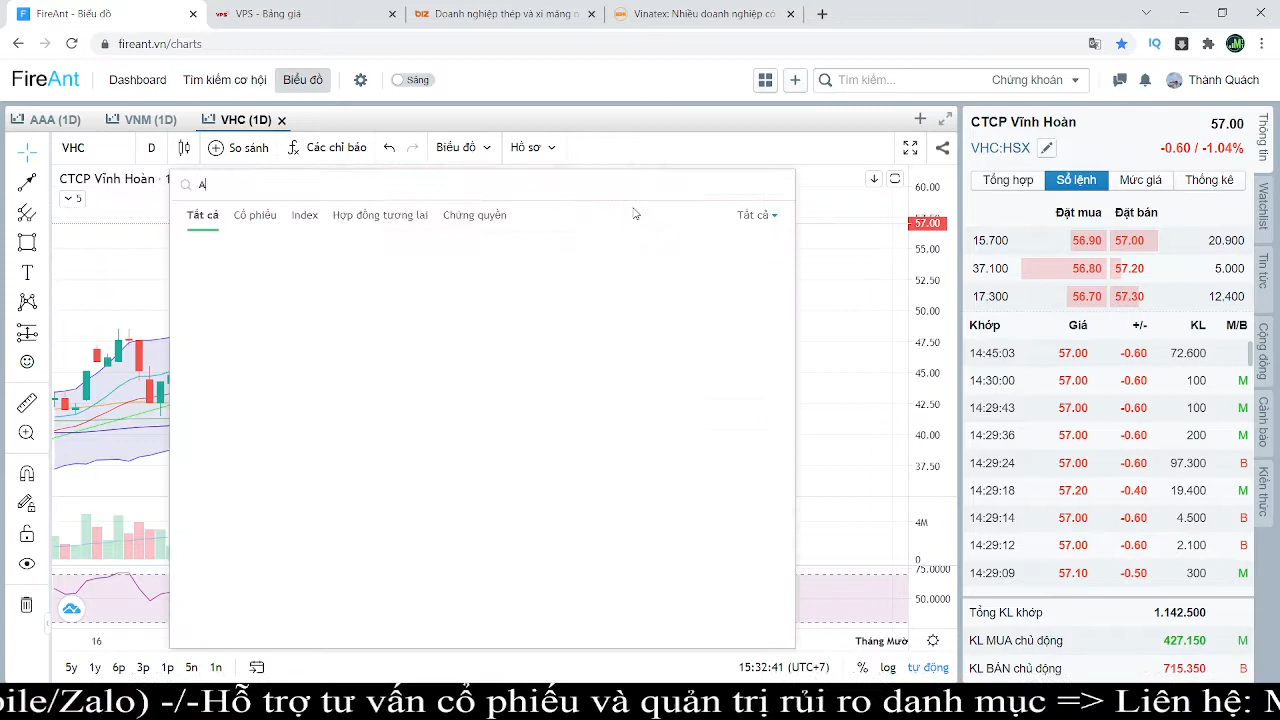 FireAnt - Biểu đồ
VPS - Bảng giá
Doanh nghiệp thép và xi măng n
Vinatex: Nhiều doanh nghiệp có
fireant.vn/charts
FireAnt
Dashboard
Tìm kiếm cơ hội
Biểu đồ
Sáng
Tìm kiếm...
Chứng khoán
Thành Quách
AAA (1D)
VNM (1D)
VHC (1D)
VHC
D
So sánh
Các chỉ báo
Biểu đồ
Hồ sơ
CTCP Vĩnh Hoàn · 1
5
A
Tất cả
Cổ phiếu
Index
Hợp đồng tương lai
Chứng quyền
Tất cả
60.00
57.00
55.00
52.50
50.00
47.50
45.00
42.50
40.00
37.50
4M
0
75.0000
50.0000
16
Tháng Mườ
5y
1y
6p
3p
1p
5n
1n
15:32:41 (UTC+7)
%
log
tự động
CTCP Vĩnh Hoàn
57.00
VHC:HSX
-0.60 / -1.04%
Tổng hợp
Sổ lệnh
Mức giá
Thống kê
Đặt mua Đặt bán
15.700 56.90 57.00 20.900
37.100 56.80 57.20 5.000
17.300 56.70 57.30 12.400
Khớp Giá +/- KL M/B
14:45:03 57.00 -0.60 72.600
14:30:00 57.00 -0.60 100 M
14:29:43 57.00 -0.60 100 M
14:29:36 57.00 -0.60 200 M
14:29:24 57.00 -0.60 97.300 B
14:29:18 57.20 -0.40 19.400 M
14:29:14 57.00 -0.60 4.500 B
14:29:12 57.00 -0.60 2.100 B
14:29:09 57.10 -0.50 300 M
Tổng KL khớp 1.142.500
KL MUA chủ động 427.150 M
KL BÁN chủ động 715.350 B
Thông tin
Watchlist
Tin tức
Cộng đồng
Cảnh báo
Kiến thức
bile/Zalo) -/-Hỗ trợ tư vấn cổ phiếu và quản trị rủi ro danh mục => Liên hệ: M